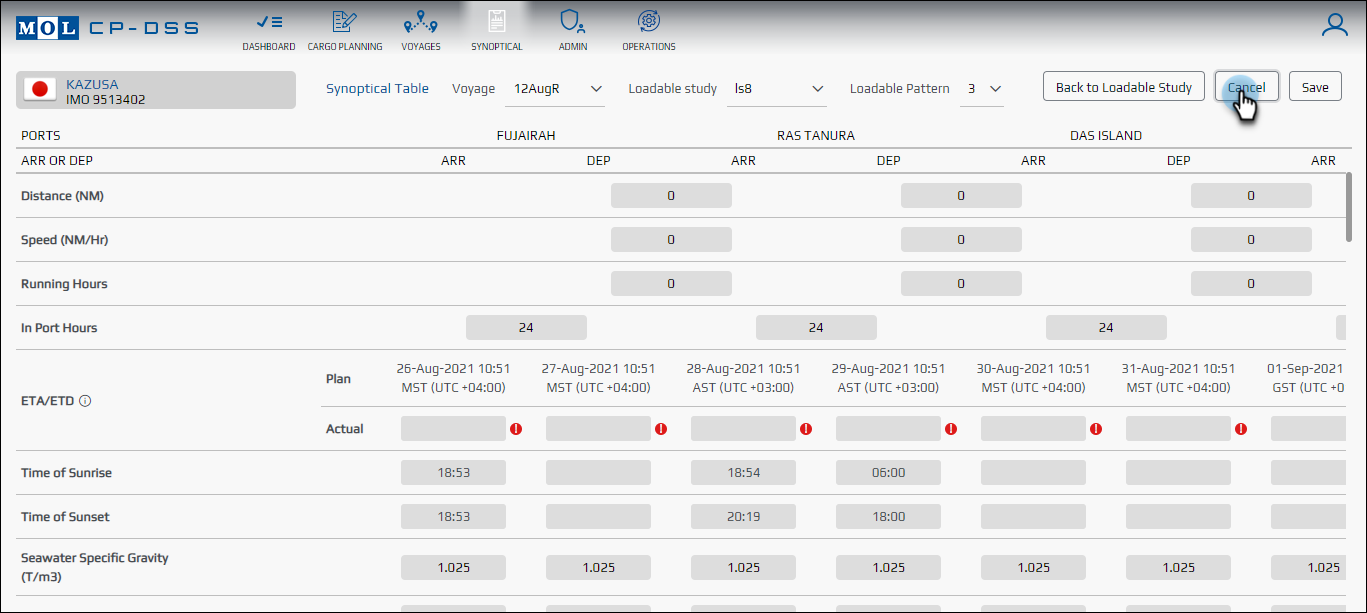 MOL CP-DSS
DASHBOARD CARGO PLANNING VOYAGES SYNOPTICAL ADMIN OPERATIONS
KAZUSA
IMO 9513402
Synoptical Table Voyage 12AugR Loadable study ls8 Loadable Pattern 3 Back to Loadable Study Cancel Save
PORTS FUJAIRAH RAS TANURA DAS ISLAND
ARR OR DEP ARR DEP ARR DEP ARR DEP ARR
Distance (NM) 0 0 0
Speed (NM/Hr) 0 0 0
Running Hours 0 0 0
In Port Hours 24 24 24
ETA/ETD
Plan
26-Aug-2021 10:51 27-Aug-2021 10:51 28-Aug-2021 10:51 29-Aug-2021 10:51 30-Aug-2021 10:51 31-Aug-2021 10:51 01-Sep-2021
MST (UTC +04:00) MST (UTC +04:00) AST (UTC +03:00) AST (UTC +03:00) MST (UTC +04:00) MST (UTC +04:00) GST (UTC +0
Actual
Time of Sunrise 18:53 18:54 06:00
Time of Sunset 18:53 20:19 18:00
Seawater Specific Gravity
(T/m3) 1.025 1.025 1.025 1.025 1.025 1.025 1.025